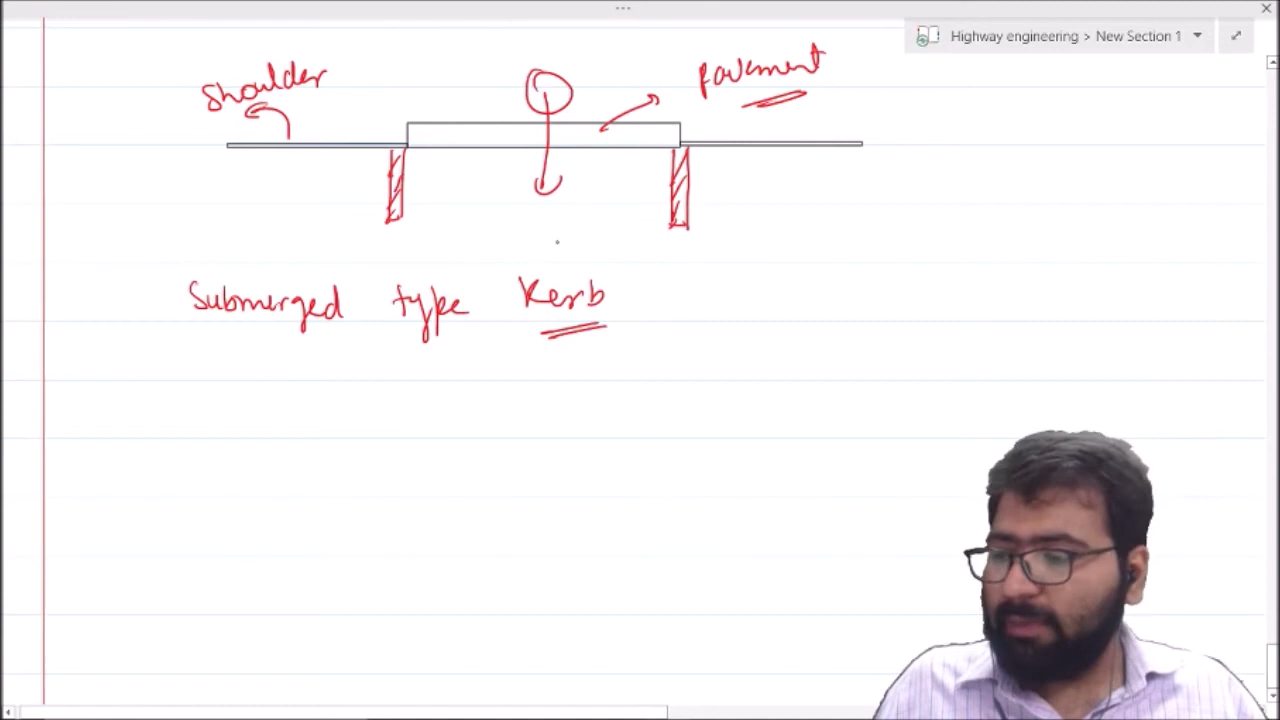 Highway engineering > New Section 1
Shoulder
Pavement
Submerged type Kerb